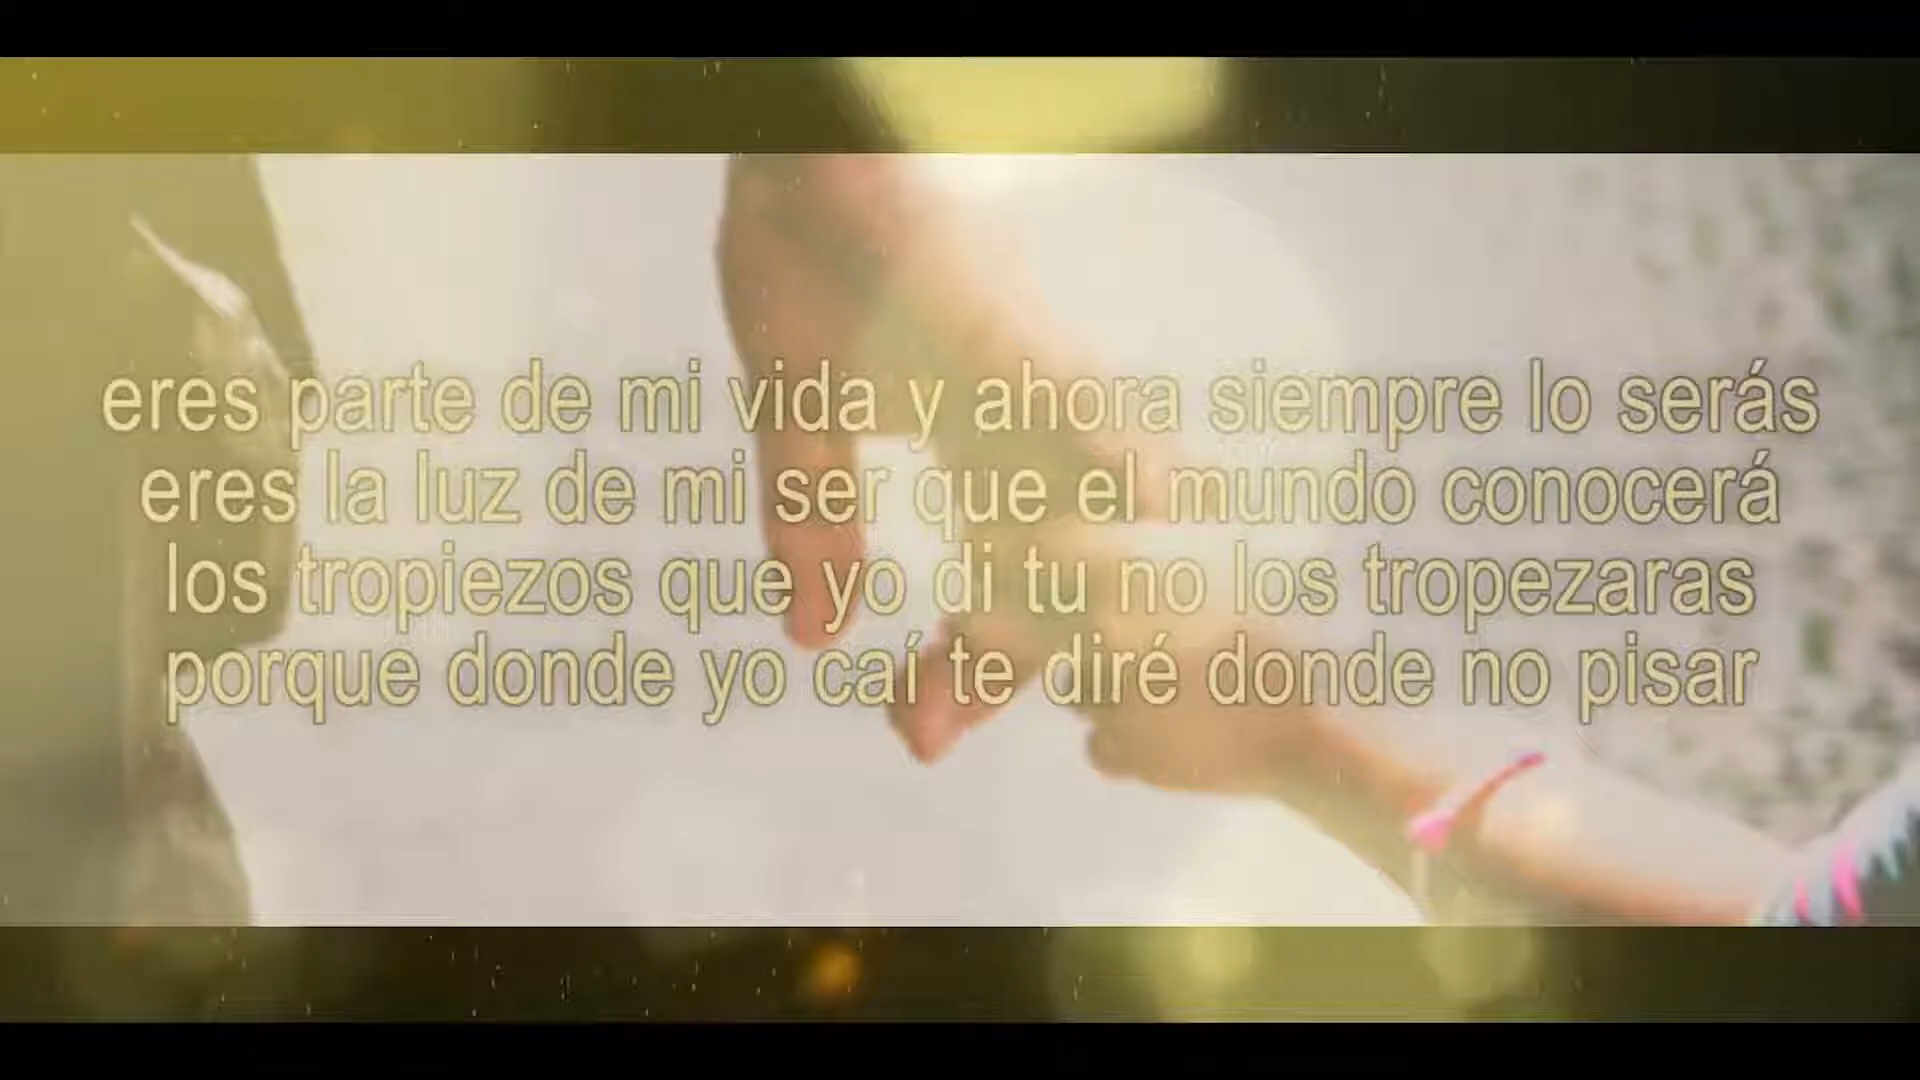 eres parte de mi vida y ahora siempre lo serás
eres la luz de mi ser que el mundo conocerá
los tropiezos que yo di tu no los tropezaras
porque donde yo caí te diré donde no pisar